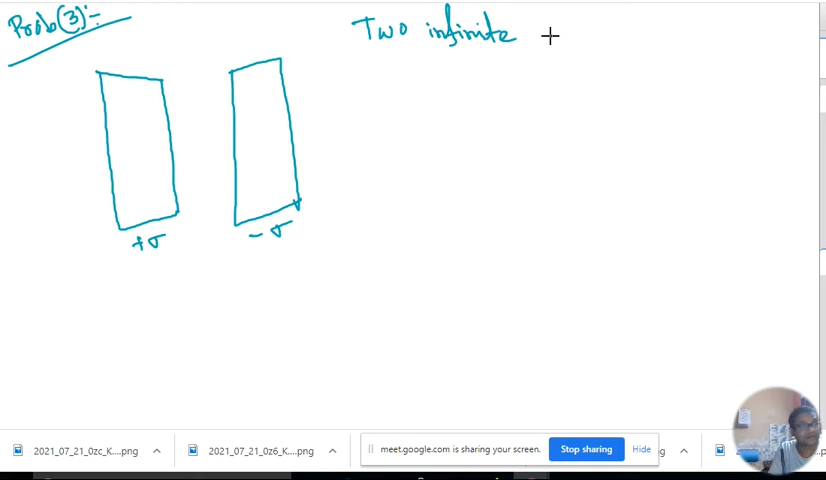 Prob(3):-
Two infinite
+σ
- σ
2021_07_21_0zc_K....png
2021_07_21_0z6_K....png
meet.google.com is sharing your screen.
Stop sharing
Hide